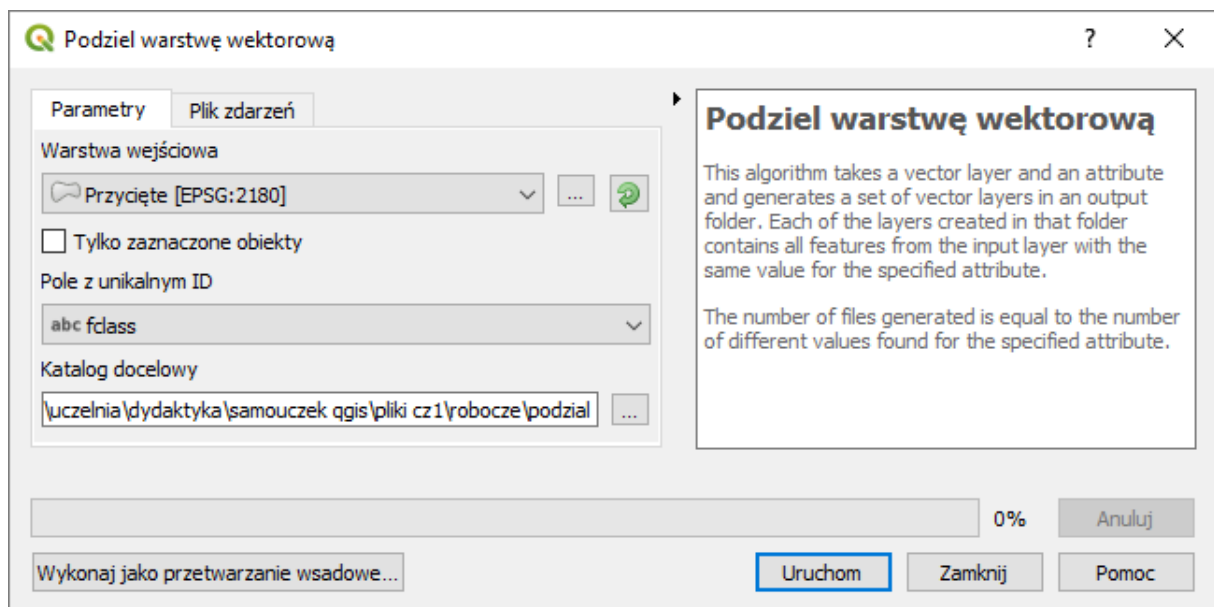 Podziel warstwę wektorową
?
Parametry
Plik zdarzeń
Warstwa wejściowa
Przycięte [EPSG:2180]
...
Tylko zaznaczone obiekty
Pole z unikalnym ID
abc fclass
Katalog docelowy
\uczelnia\dydaktyka\samouczek qgis\pliki cz1\robocze\podzial
...
Podziel warstwę wektorową
This algorithm takes a vector layer and an attribute
and generates a set of vector layers in an output
folder. Each of the layers created in that folder
contains all features from the input layer with the
same value for the specified attribute.
The number of files generated is equal to the number
of different values found for the specified attribute.
0%
Anuluj
Wykonaj jako przetwarzanie wsadowe...
Uruchom
Zamknij
Pomoc